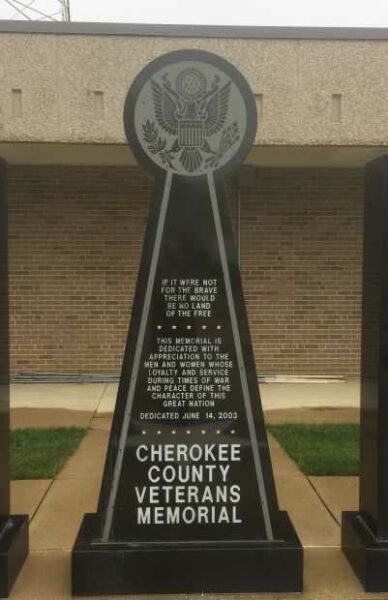 IF IT WERE NOT
FOR THE BRAVE
THERE WOULD
BE NO LAND
OF THE FREE
THIS MEMORIAL IS
DEDICATED WITH
APPRECIATION TO THE
MEN AND WOMEN WHOSE
LOYALTY AND SERVICE
DURING TIMES OF WAR
AND PEACE DEFINE THE
CHARACTER OF THIS
GREAT NATION
DEDICATED JUNE 14, 2003
CHEROKEE
COUNTY
VETERANS
MEMORIAL